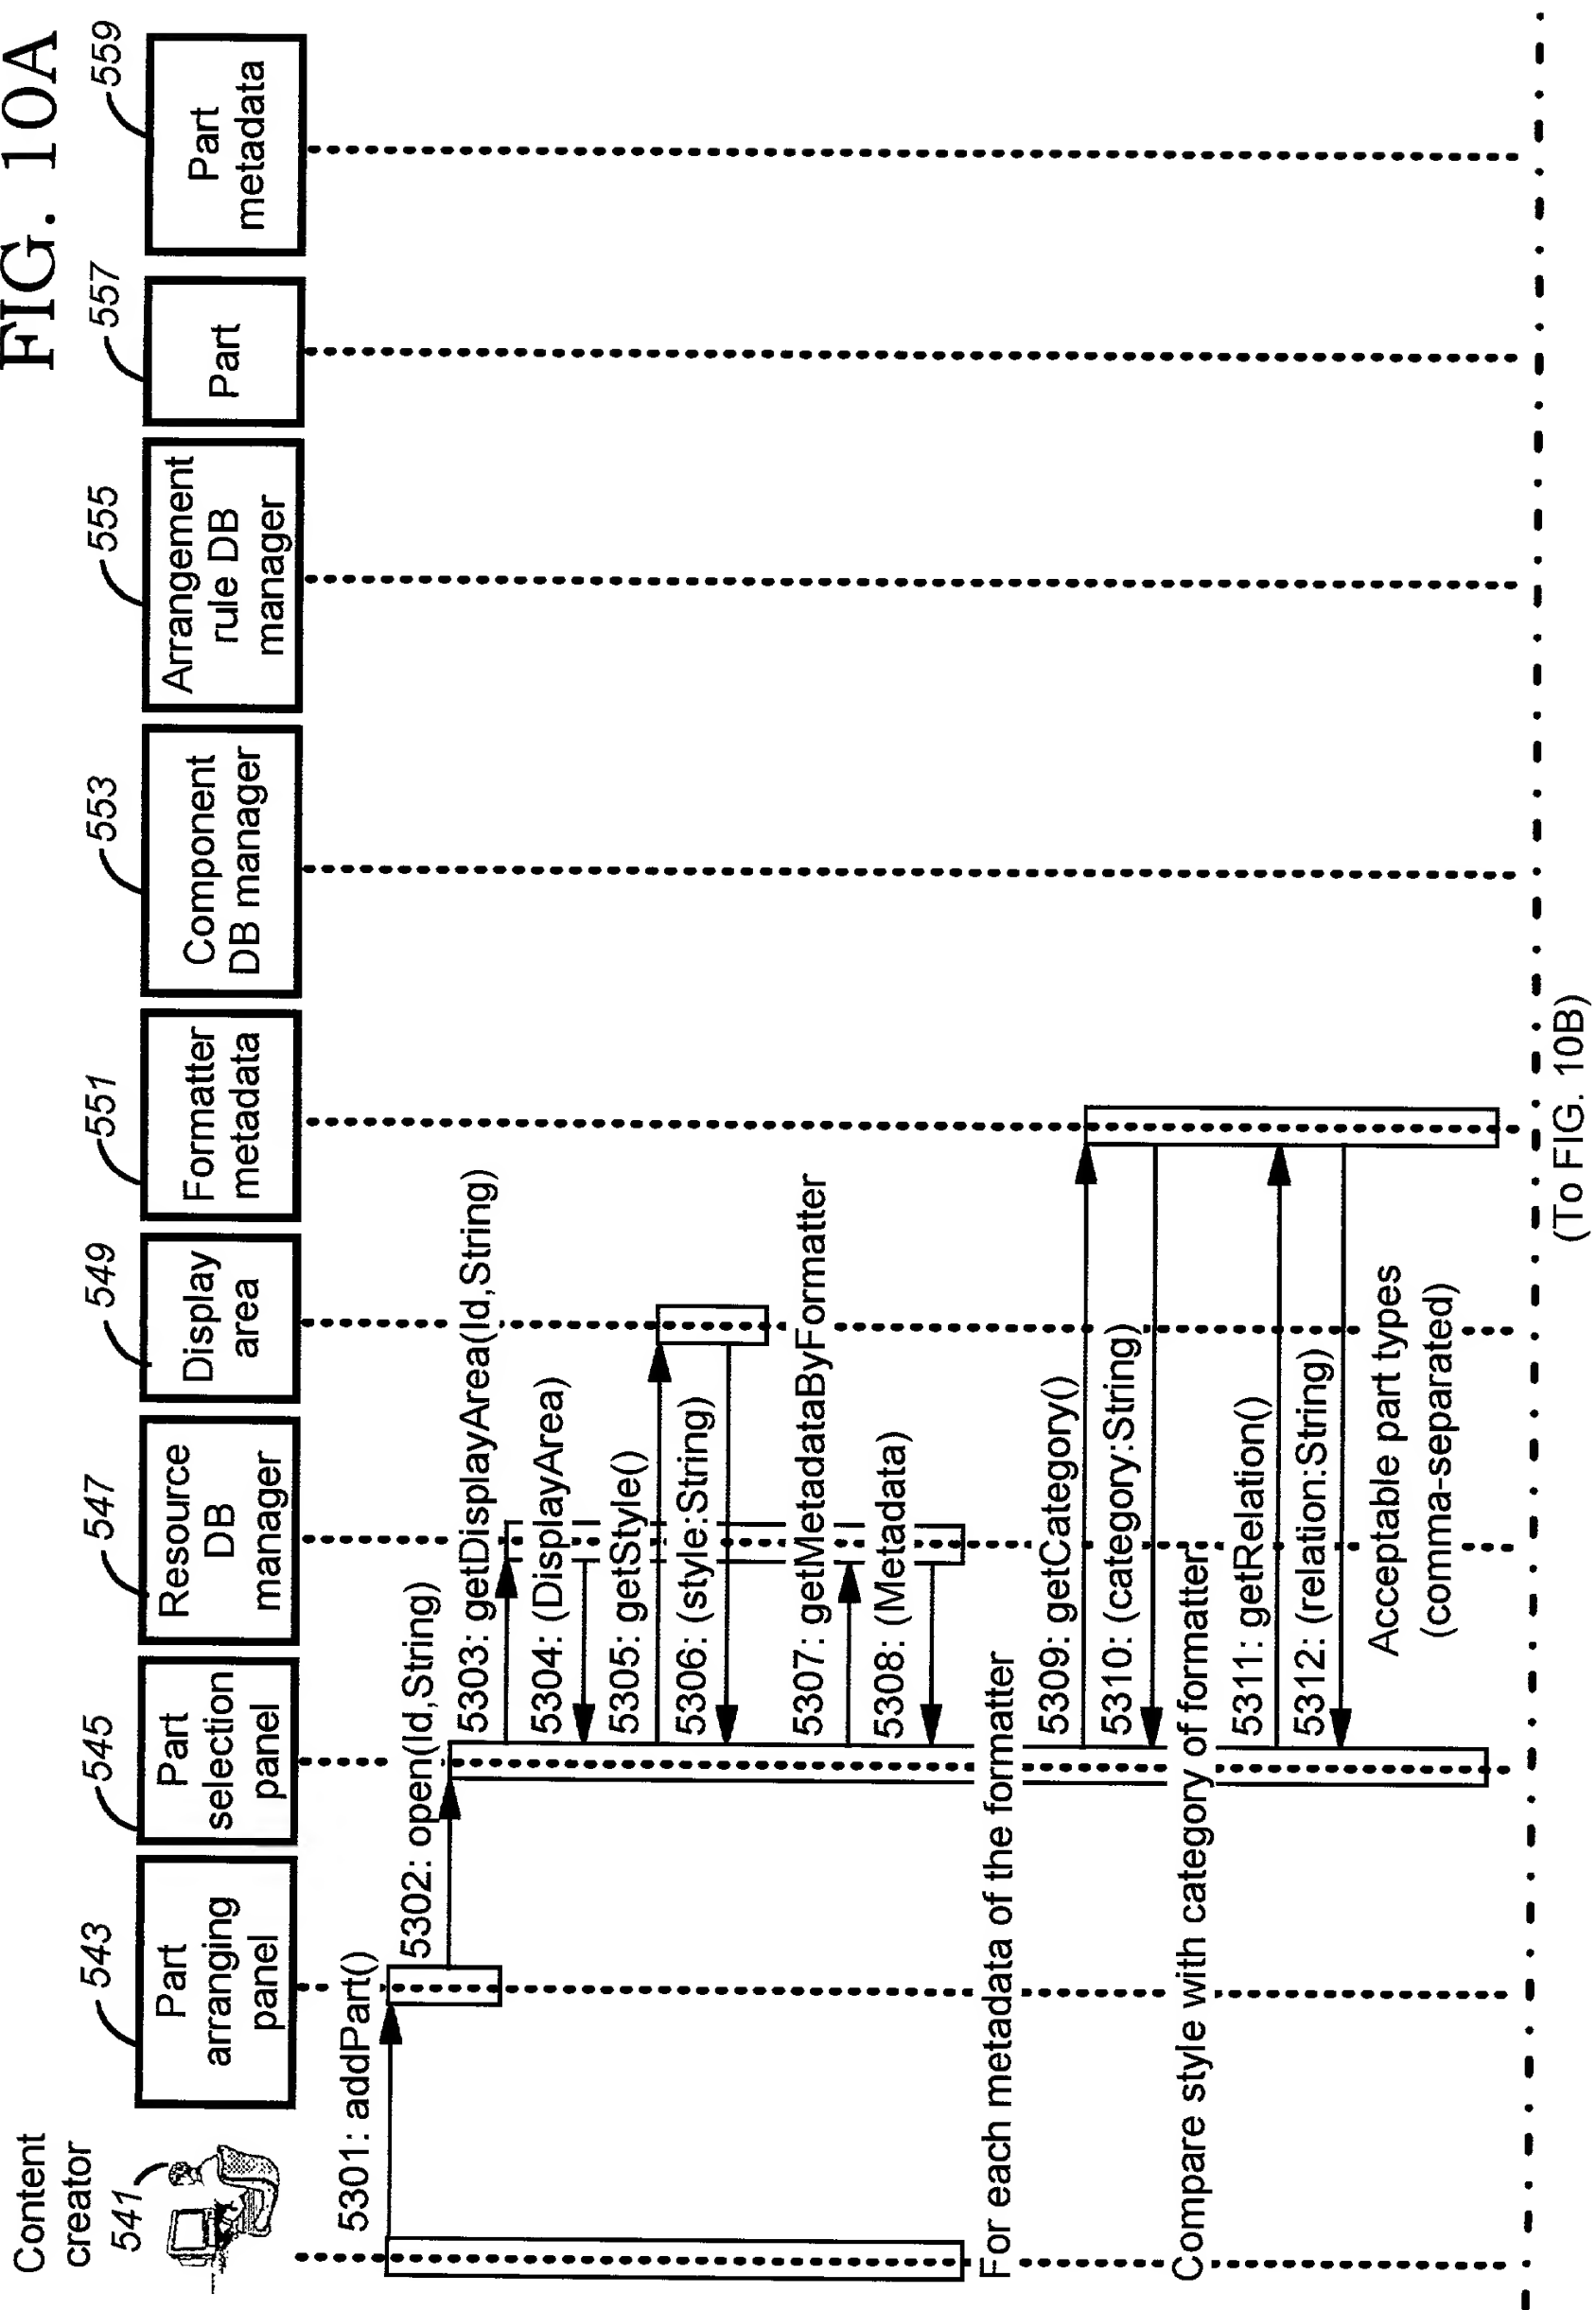 FIG. 10A
Content
creator
541
543
Part
arranging
panel
545
Part
selection
panel
547
Resource
DB
manager
549
Display
area
551
Formatter
metadata
553
Component
DB manager
555
Arrangement
rule DB
manager
557
Part
559
Part
metadata
5301: addPart()
5302: open(Id,String)
5303: getDisplayArea(Id,String)
5304: (DisplayArea)
5305: getStyle()
5306: (style:String)
5307: getMetadataByFormatter
5308: (Metadata)
For each metadata of the formatter
5309: getCategory()
5310: (category:String)
Compare style with category of formatter
5311: getRelation()
5312: (relation:String)
Acceptable part types
(comma-separated)
(To FIG. 10B)